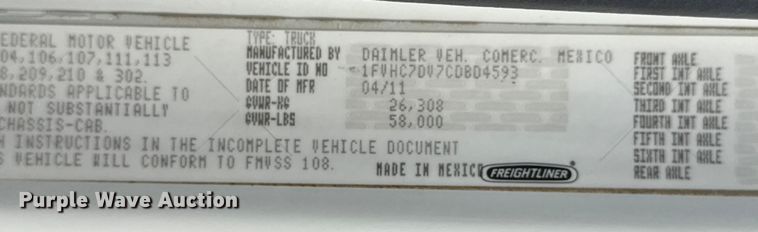 EDERAL MOTOR VEHICLE
04,106,107,111,113
8,209,210 & 302.
NDARDS APPLICABLE TO
NOT SUBSTANTIALLY
CHASSIS-CAB.
H INSTRUCTIONS IN THE INCOMPLETE VEHICLE DOCUMENT
S VEHICLE WILL CONFORM TO FMVSS 108.
TYPE: TRUCK
MANUFACTURED BY DAIMLER VEH. COMERC. MEXICO
VEHICLE ID NO 1FVHC7DV7CDBD4593
DATE OF MFR 04/11
GVWR-KG 26,308
GVWR-LBS 58,000
MADE IN MEXICO FREIGHTLINER
FRONT AXLE
FIRST INT AXLE
SECOND INT AXLE
THIRD INT AXLE
FOURTH INT AXLE
FIFTH INT AXLE
SIXTH INT AXLE
REAR AXLE
Purple Wave Auction